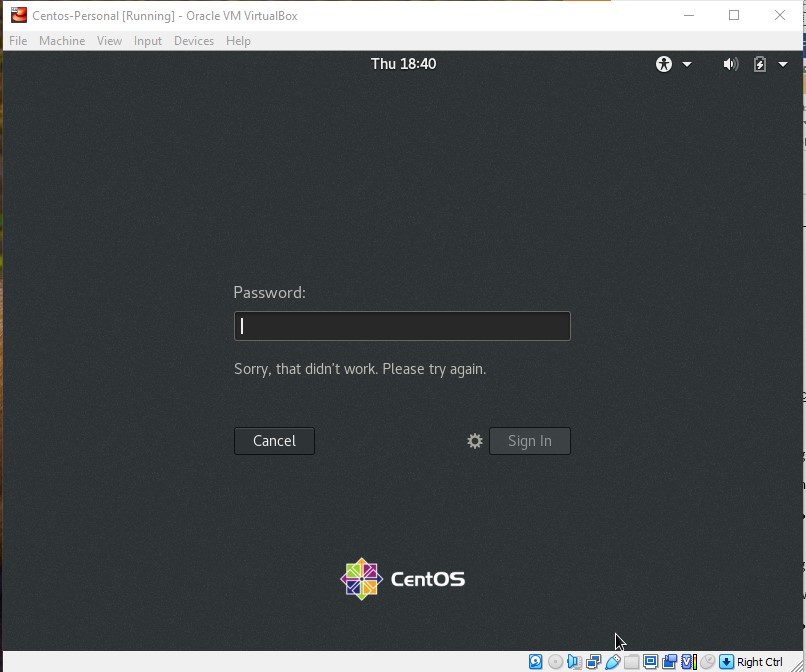 Centos-Personal [Running] - Oracle VM VirtualBox
File Machine View Input Devices Help
Thu 18:40
Password:
Sorry, that didn't work. Please try again.
Cancel Sign In
CentOS
Right Ctrl